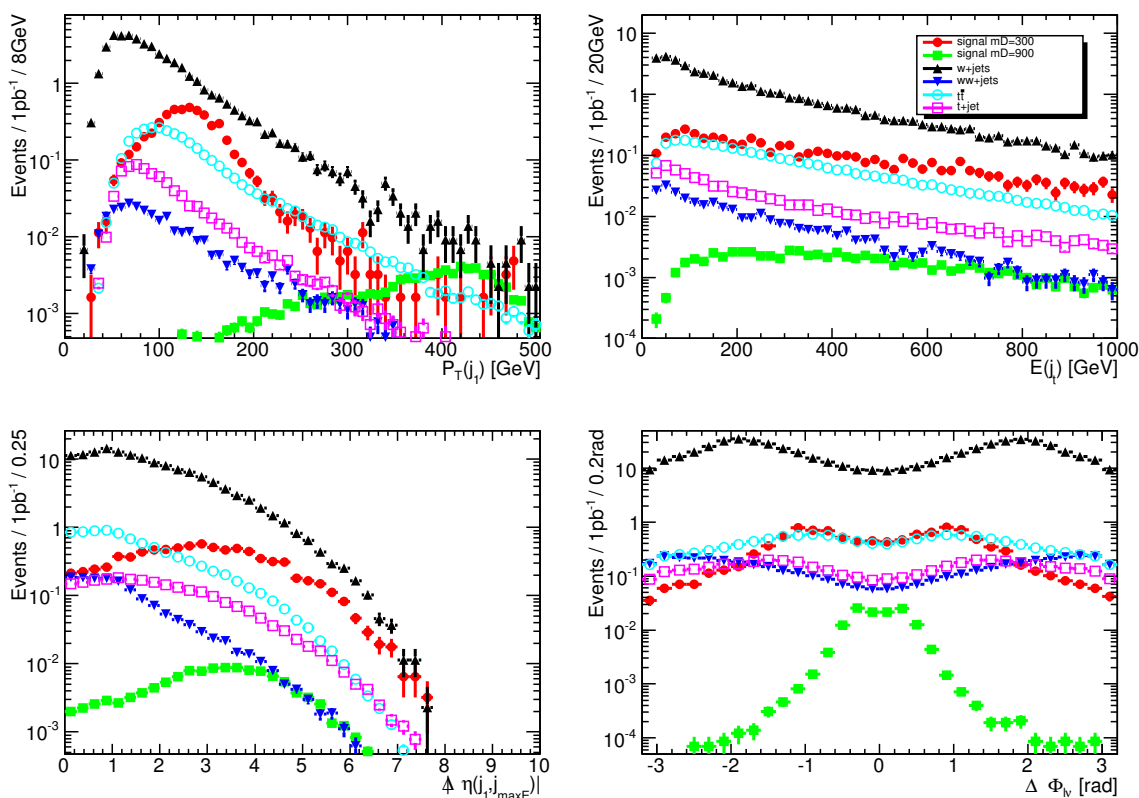 Events / 1pb⁻¹ / 8GeV
1
10⁻¹
10⁻²
10⁻³
0 100 200 300 400 500
P_T(j_1) [GeV]
Events / 1pb⁻¹ / 20GeV
10
1
10⁻¹
10⁻²
10⁻³
10⁻⁴
signal mD=300
signal mD=900
w+jets
ww+jets
tt̄
t+jet
0 200 400 600 800 1000
E(j_l) [GeV]
Events / 1pb⁻¹ / 0.25
10
1
10⁻¹
10⁻²
10⁻³
0 1 2 3 4 5 6 7 8 9 10
|Δ η(j_1,j_maxE)|
Events / 1pb⁻¹ / 0.2rad
10
1
10⁻¹
10⁻²
10⁻³
-3 -2 -1 0 1 2 3
Δ Φ_lν [rad]